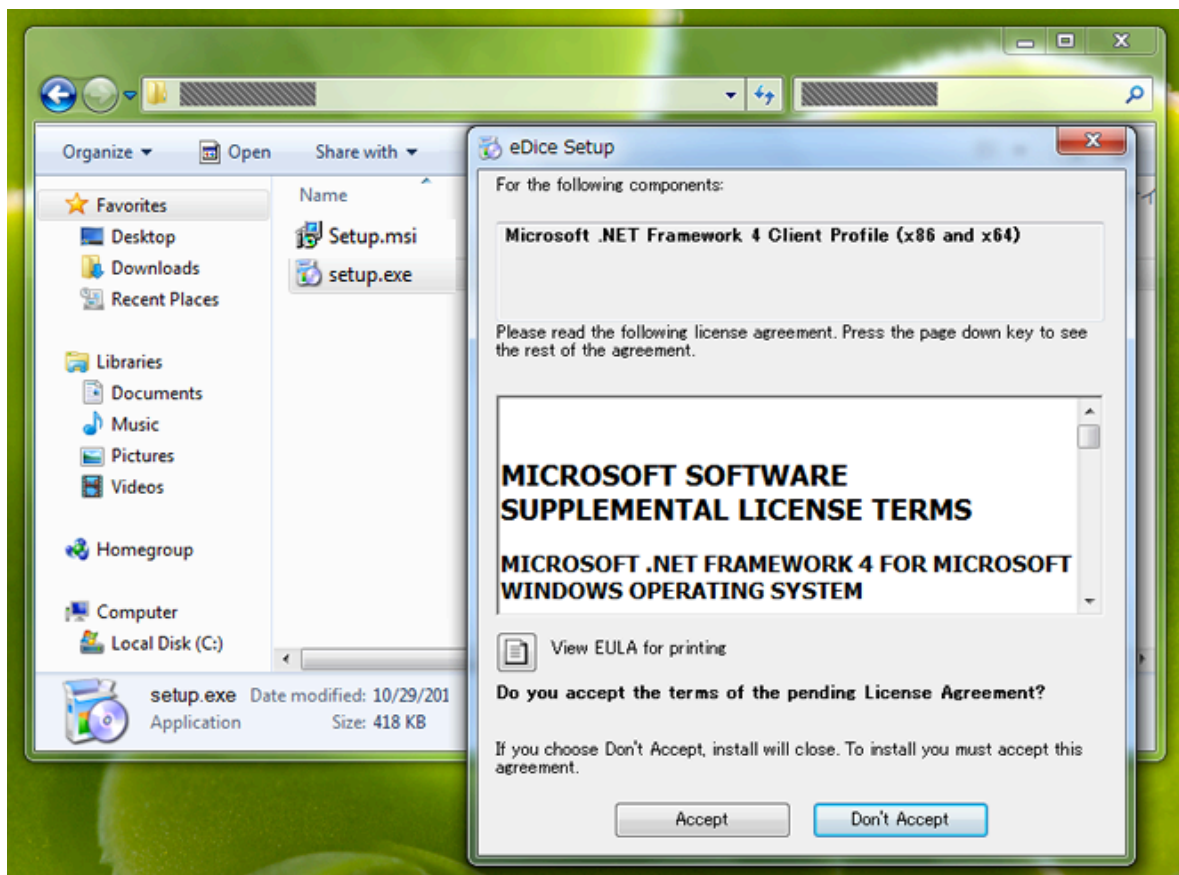 Organize
Open
Share with
Favorites
Desktop
Downloads
Recent Places
Libraries
Documents
Music
Pictures
Videos
Homegroup
Computer
Local Disk (C:)
Name
Setup.msi
setup.exe
イ
setup.exe Date modified: 10/29/201
Application Size: 418 KB
eDice Setup
For the following components:
Microsoft .NET Framework 4 Client Profile (x86 and x64)
Please read the following license agreement. Press the page down key to see
the rest of the agreement.
MICROSOFT SOFTWARE
SUPPLEMENTAL LICENSE TERMS
MICROSOFT .NET FRAMEWORK 4 FOR MICROSOFT
WINDOWS OPERATING SYSTEM
View EULA for printing
Do you accept the terms of the pending License Agreement?
If you choose Don't Accept, install will close. To install you must accept this
agreement.
Accept
Don't Accept